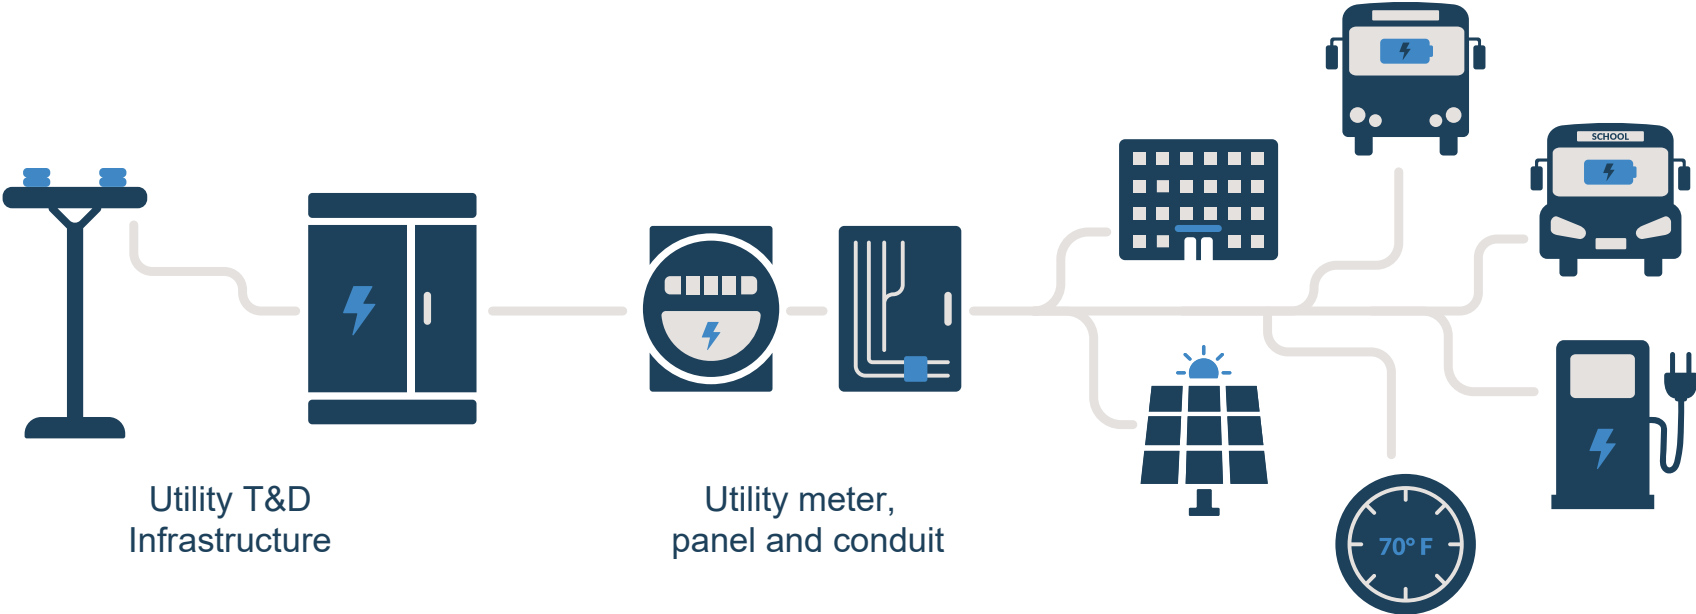 SCHOOL
70° F
Utility T&D
Infrastructure
Utility meter,
panel and conduit